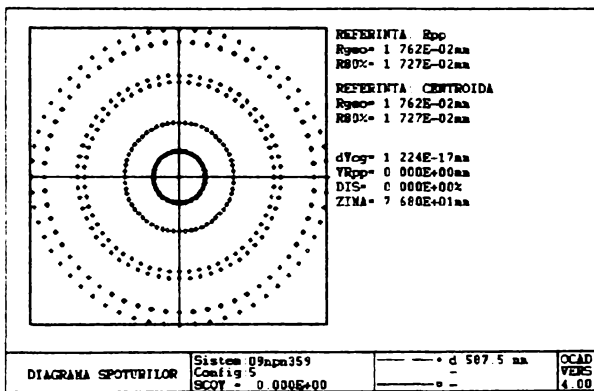 REFERINTA Rpp
Rgeo= 1 762E-02mm
R80%= 1 727E-02mm
REFERINTA CENTROIDA
Rgeo= 1 762E-02mm
R80%= 1 727E-02mm
dYcg= 1 224E-17mm
YRpp= 0 000E+00mm
DIS= 0 000E+00%
ZIMA= 7 680E+01mm
DIAGRAMA SPOTURILOR
Sistem 09npn359
Config 5
SCOY - 0.000E+00
d 587.5 nm
OCAD
VERS
4.00